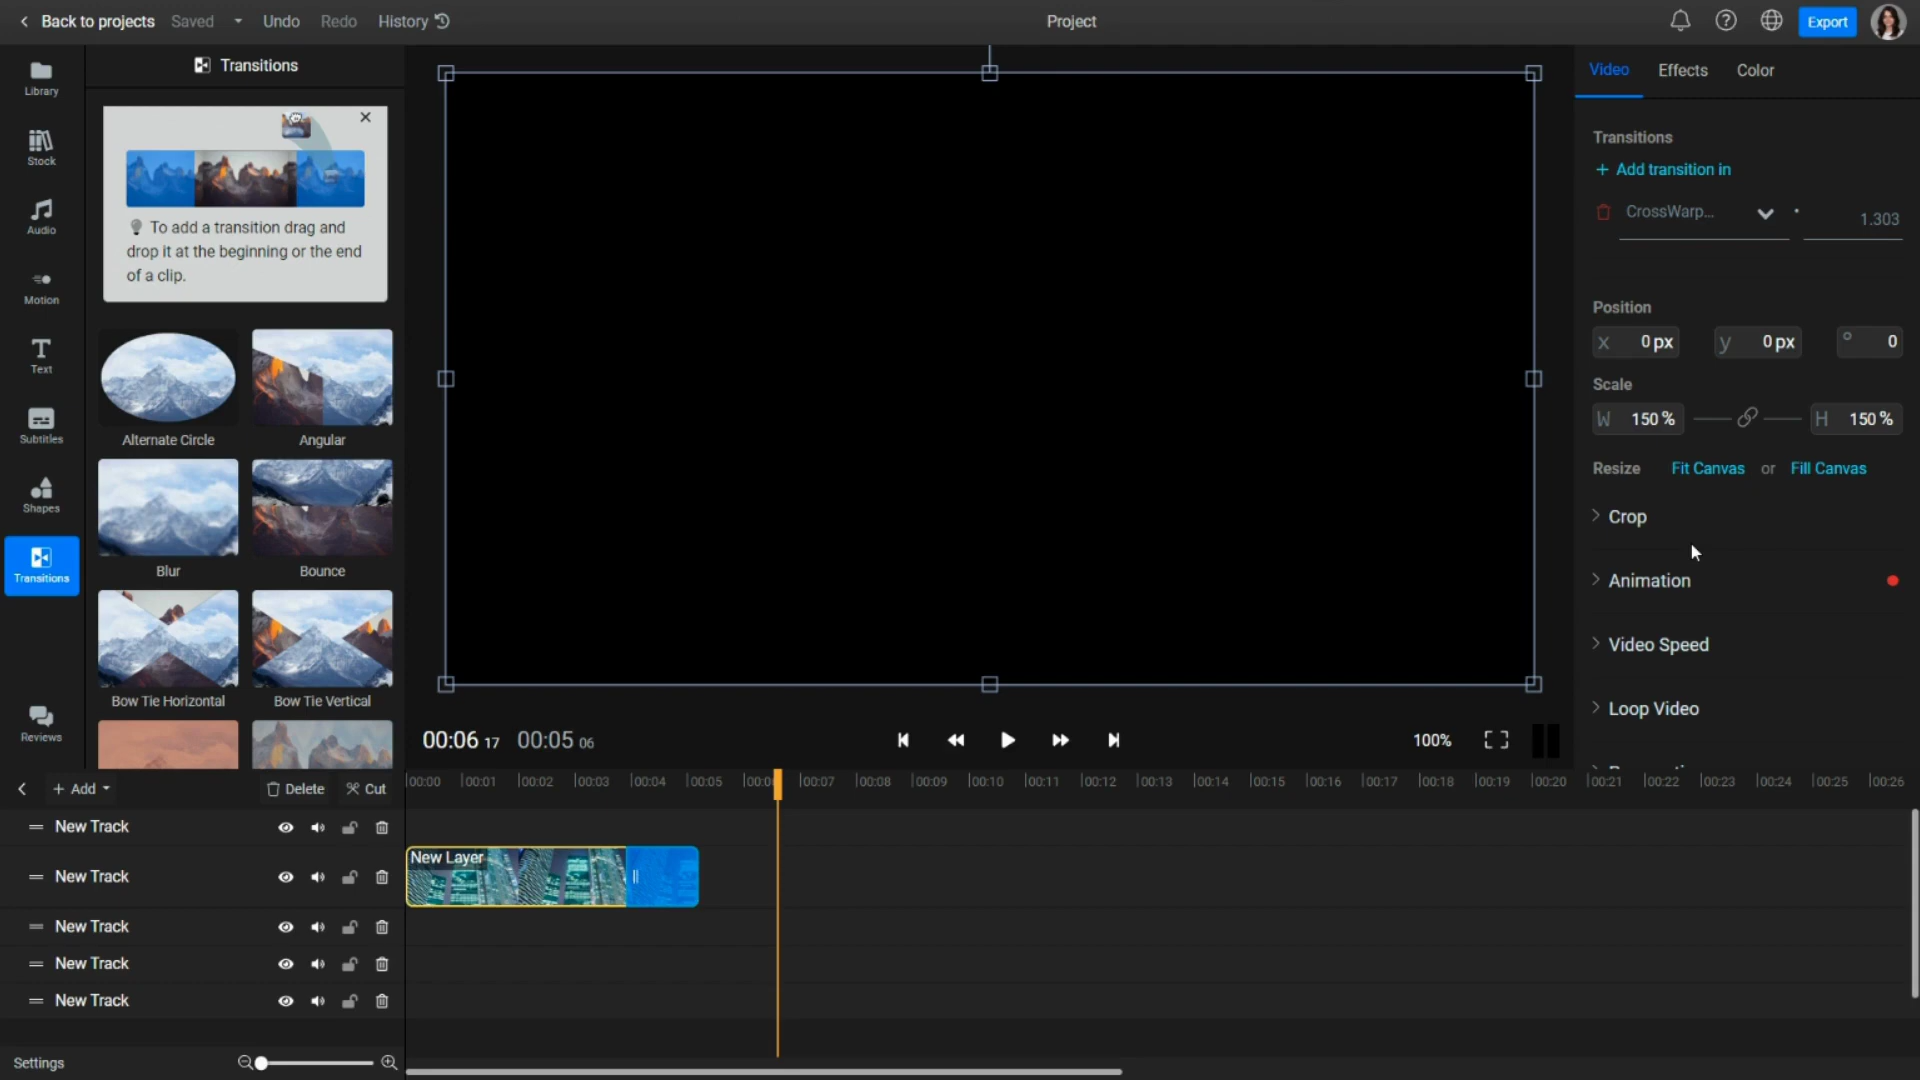 Back to projects Saved Undo Redo History Project Export
Library
Stock
Audio
Motion
Text
Subtitles
Shapes
Transitions
Reviews
Transitions
To add a transition drag and
drop it at the beginning or the end
of a clip.
Alternate Circle Angular
Blur Bounce
Bow Tie Horizontal Bow Tie Vertical
Video Effects Color
Transitions
+ Add transition in
CrossWarp... 1.303
Position
x 0 px y 0 px ° 0
Scale
W 150 % H 150 %
Resize Fit Canvas or Fill Canvas
Crop
Animation
Video Speed
Loop Video
00:06 17 00:05 06 100%
+ Add Delete Cut
00:00 00:01 00:02 00:03 00:04 00:05 00:07 00:08 00:09 00:10 00:11 00:12 00:13 00:14 00:15 00:16 00:17 00:18 00:19 00:20 00:21 00:22 00:23 00:24 00:25 00:26
New Track
New Track
New Layer
New Track
New Track
New Track
Settings